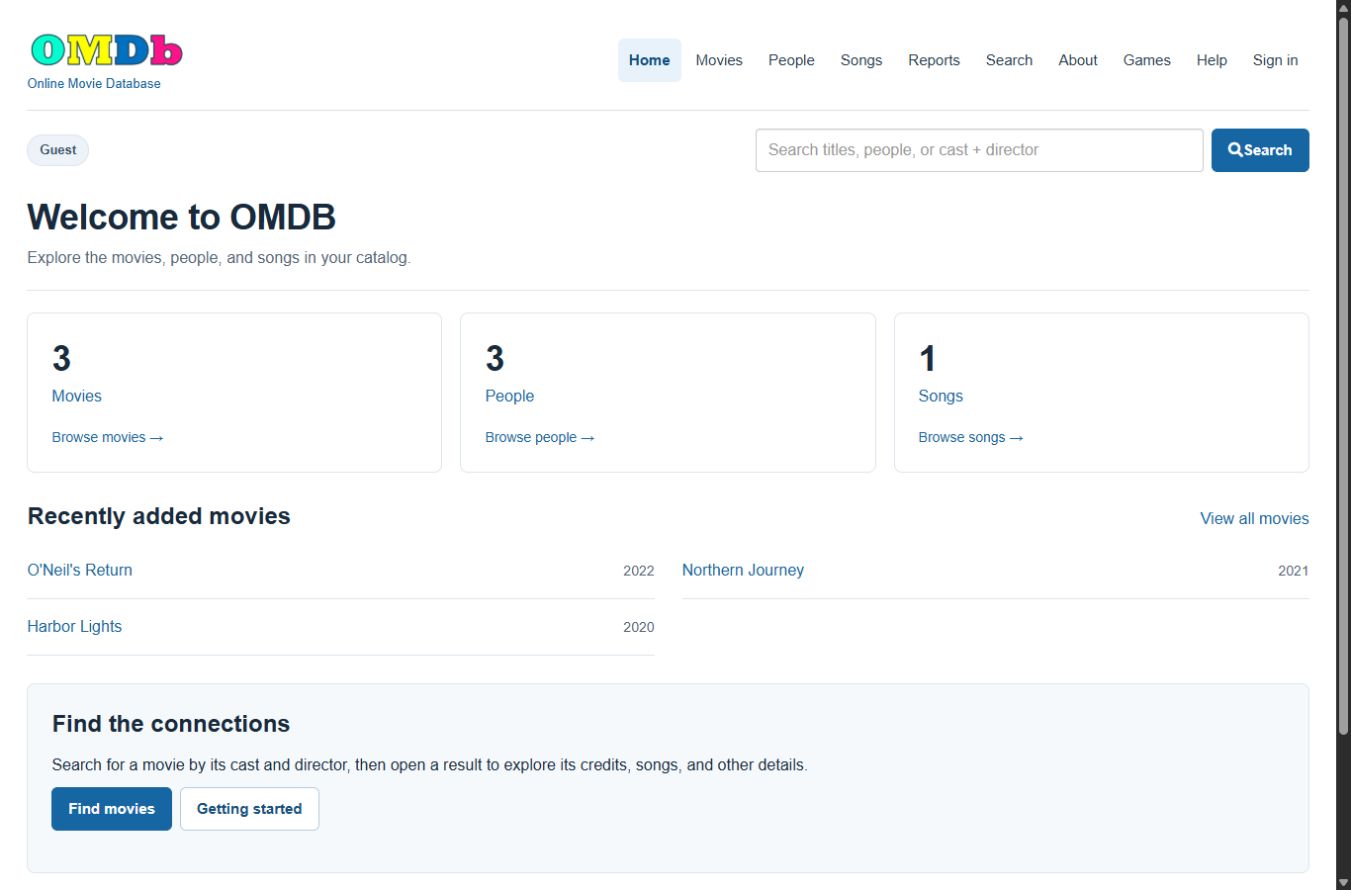 OMDb
Online Movie Database
Home Movies People Songs Reports Search About Games Help Sign in
Guest
Search titles, people, or cast + director
Search
Welcome to OMDB
Explore the movies, people, and songs in your catalog.
3
Movies
Browse movies →
3
People
Browse people →
1
Songs
Browse songs →
Recently added movies
View all movies
O'Neil's Return 2022
Northern Journey 2021
Harbor Lights 2020
Find the connections
Search for a movie by its cast and director, then open a result to explore its credits, songs, and other details.
Find movies
Getting started